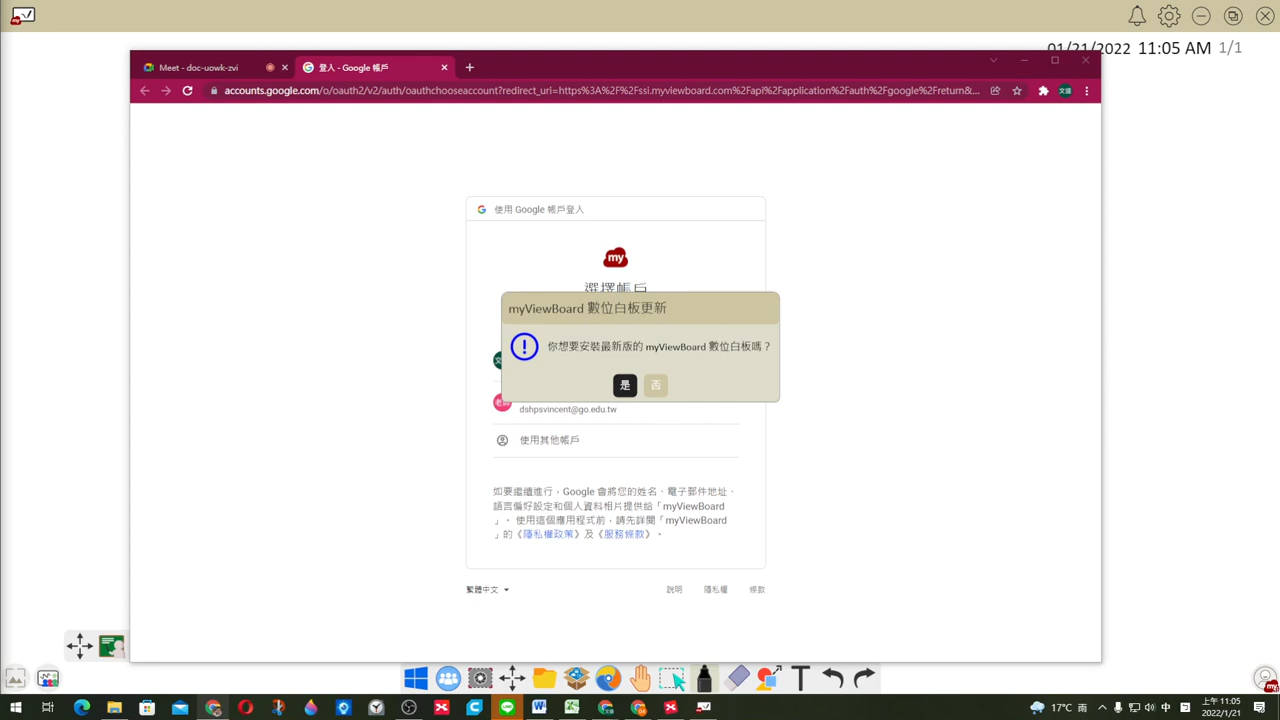 01/21/2022 11:05 AM 1/1
Meet - doc-uowk-zvi
登入 - Google 帳戶
accounts.google.com/o/oauth2/v2/auth/oauthchooseaccount?redirect_uri=https%3A%2F%2Fssi.myviewboard.com%2Fapi%2Fapplication%2Fauth%2Fgoogle%2Freturn&...
文盛
使用 Google 帳戶登入
my
選擇帳戶
myViewBoard 數位白板更新
你想要安裝最新版的 myViewBoard 數位白板嗎？
是 否
老師
dshpsvincent@go.edu.tw
使用其他帳戶
如要繼續進行，Google 會將您的姓名、電子郵件地址、
語言偏好設定和個人資料相片提供給「myViewBoard
」。 使用這個應用程式前，請先詳閱「myViewBoard
」的《隱私權政策》及《服務條款》。
繁體中文 說明 隱私權 條款
17°C 雨 中
上午 11:05
2022/1/21